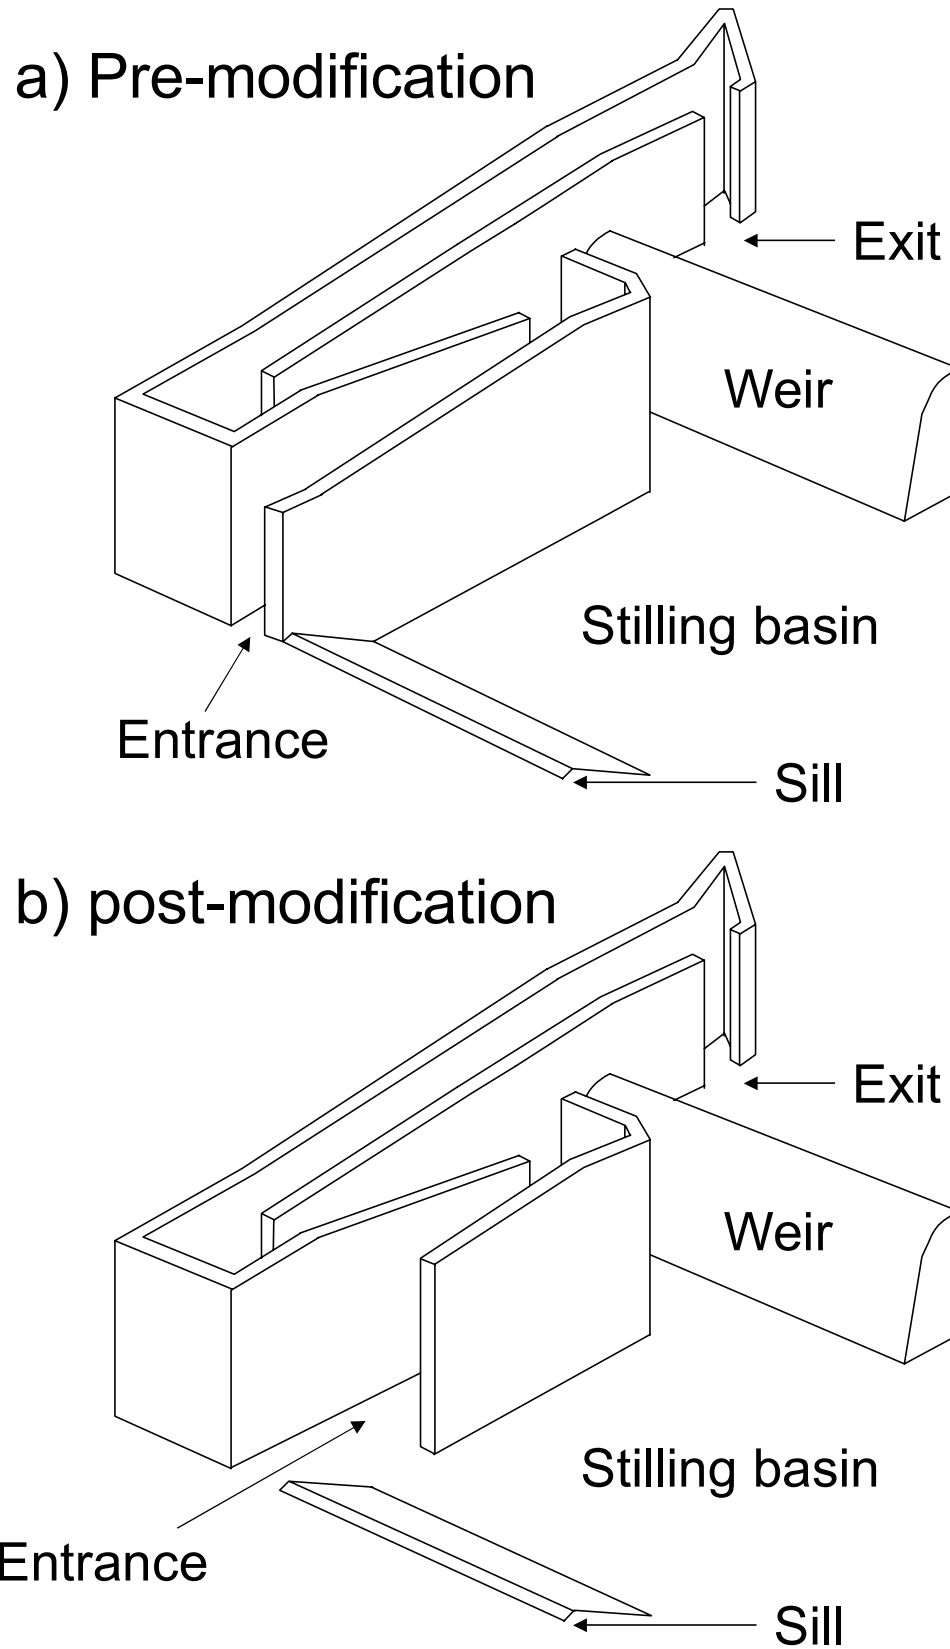 a) Pre-modification
Exit
Weir
Stilling basin
Entrance
Sill
b) post-modification
Exit
Weir
Stilling basin
Entrance
Sill